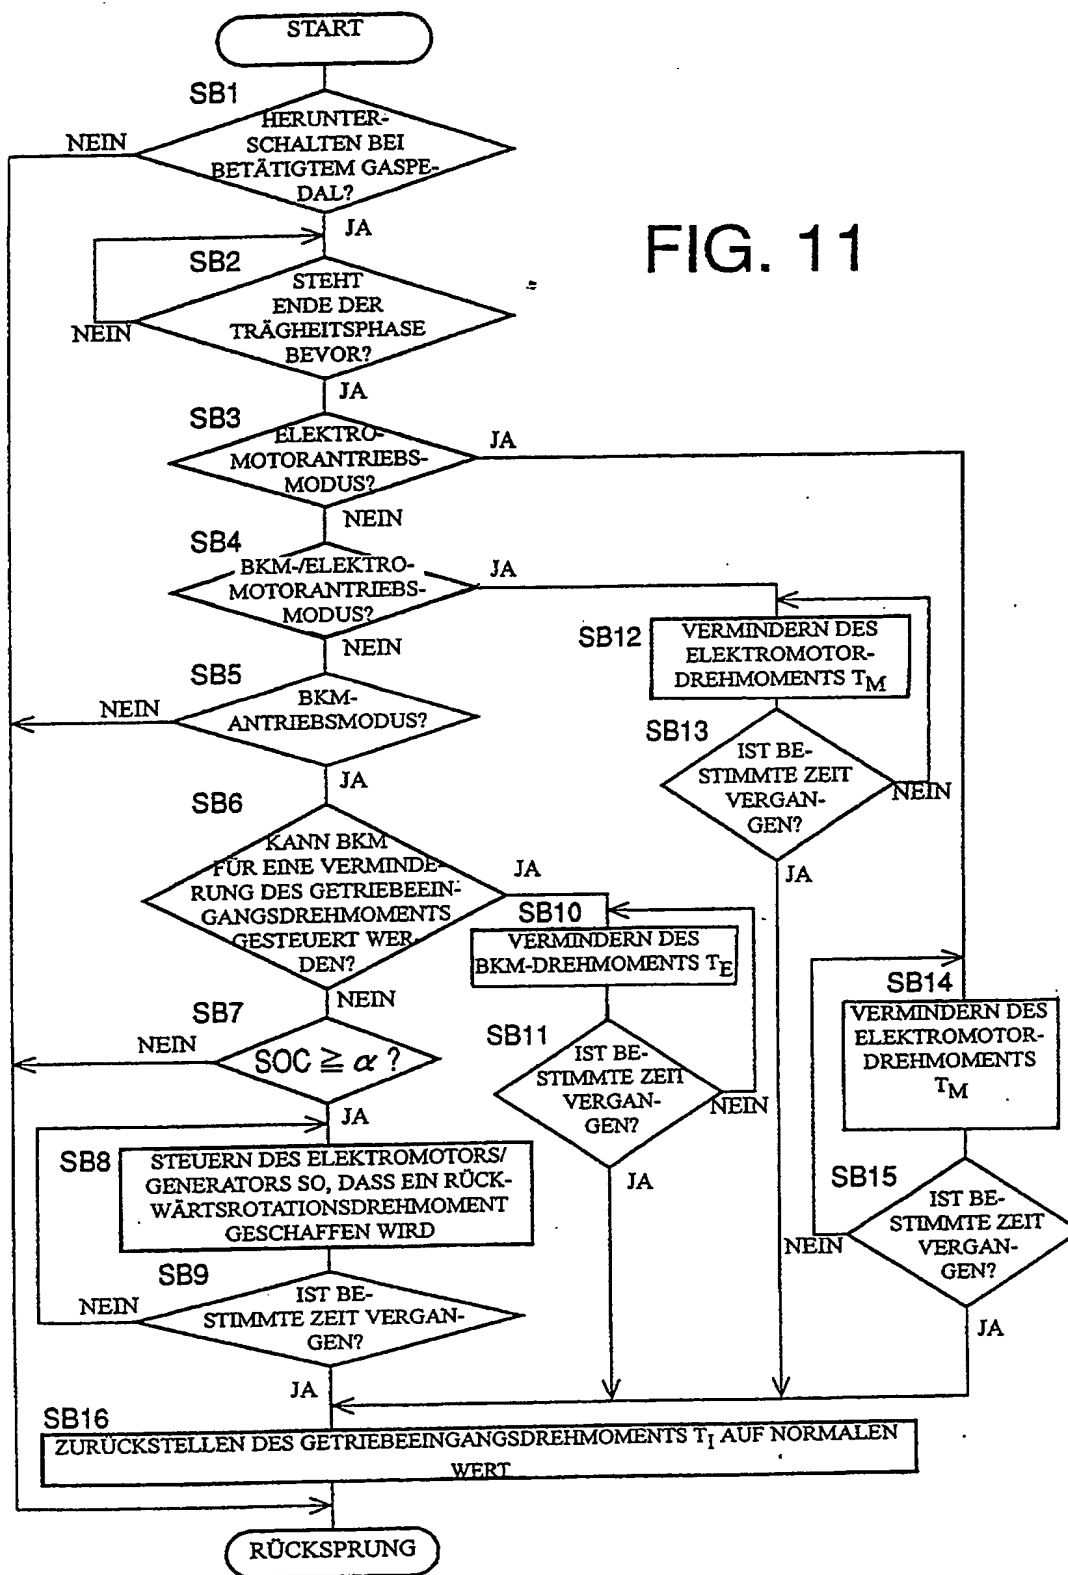 START
SB1
HERUNTER-
SCHALTEN BEI
BETÄTIGTEM GASPE-
DAL?
NEIN
JA
FIG. 11
SB2
STEHT
ENDE DER
TRÄGHEITSPHASE
BEVOR?
NEIN
JA
SB3
ELEKTRO-
MOTORANTRIEBS-
MODUS?
JA
NEIN
SB4
BKM-/ELEKTRO-
MOTORANTRIEBS-
MODUS?
JA
NEIN
SB12
VERMINDERN DES
ELEKTROMOTOR-
DREHMOMENTS TM
SB5
BKM-
ANTRIEBSMODUS?
NEIN
JA
SB13
IST BE-
STIMMTE ZEIT
VERGAN-
GEN?
NEIN
JA
SB6
KANN BKM
FÜR EINE VERMINDE-
RUNG DES GETRIEBEEIN-
GANGSDREHMOMENTS
GESTEUERT WER-
DEN?
JA
NEIN
SB10
VERMINDERN DES
BKM-DREHMOMENTS TE
SB14
VERMINDERN DES
ELEKTROMOTOR-
DREHMOMENTS
TM
SB7
SOC ≧ α ?
NEIN
JA
SB11
IST BE-
STIMMTE ZEIT
VERGAN-
GEN?
NEIN
JA
SB8
STEUERN DES ELEKTROMOTORS/
GENERATORS SO, DASS EIN RÜCK-
WÄRTSROTATIONSDREHMOMENT
GESCHAFFEN WIRD
SB15
IST BE-
STIMMTE ZEIT
VERGAN-
GEN?
NEIN
JA
SB9
IST BE-
STIMMTE ZEIT VERGAN-
GEN?
NEIN
JA
SB16
ZURÜCKSTELLEN DES GETRIEBEEINGANGSDREHMOMENTS TI AUF NORMALEN
WERT
RÜCKSPRUNG